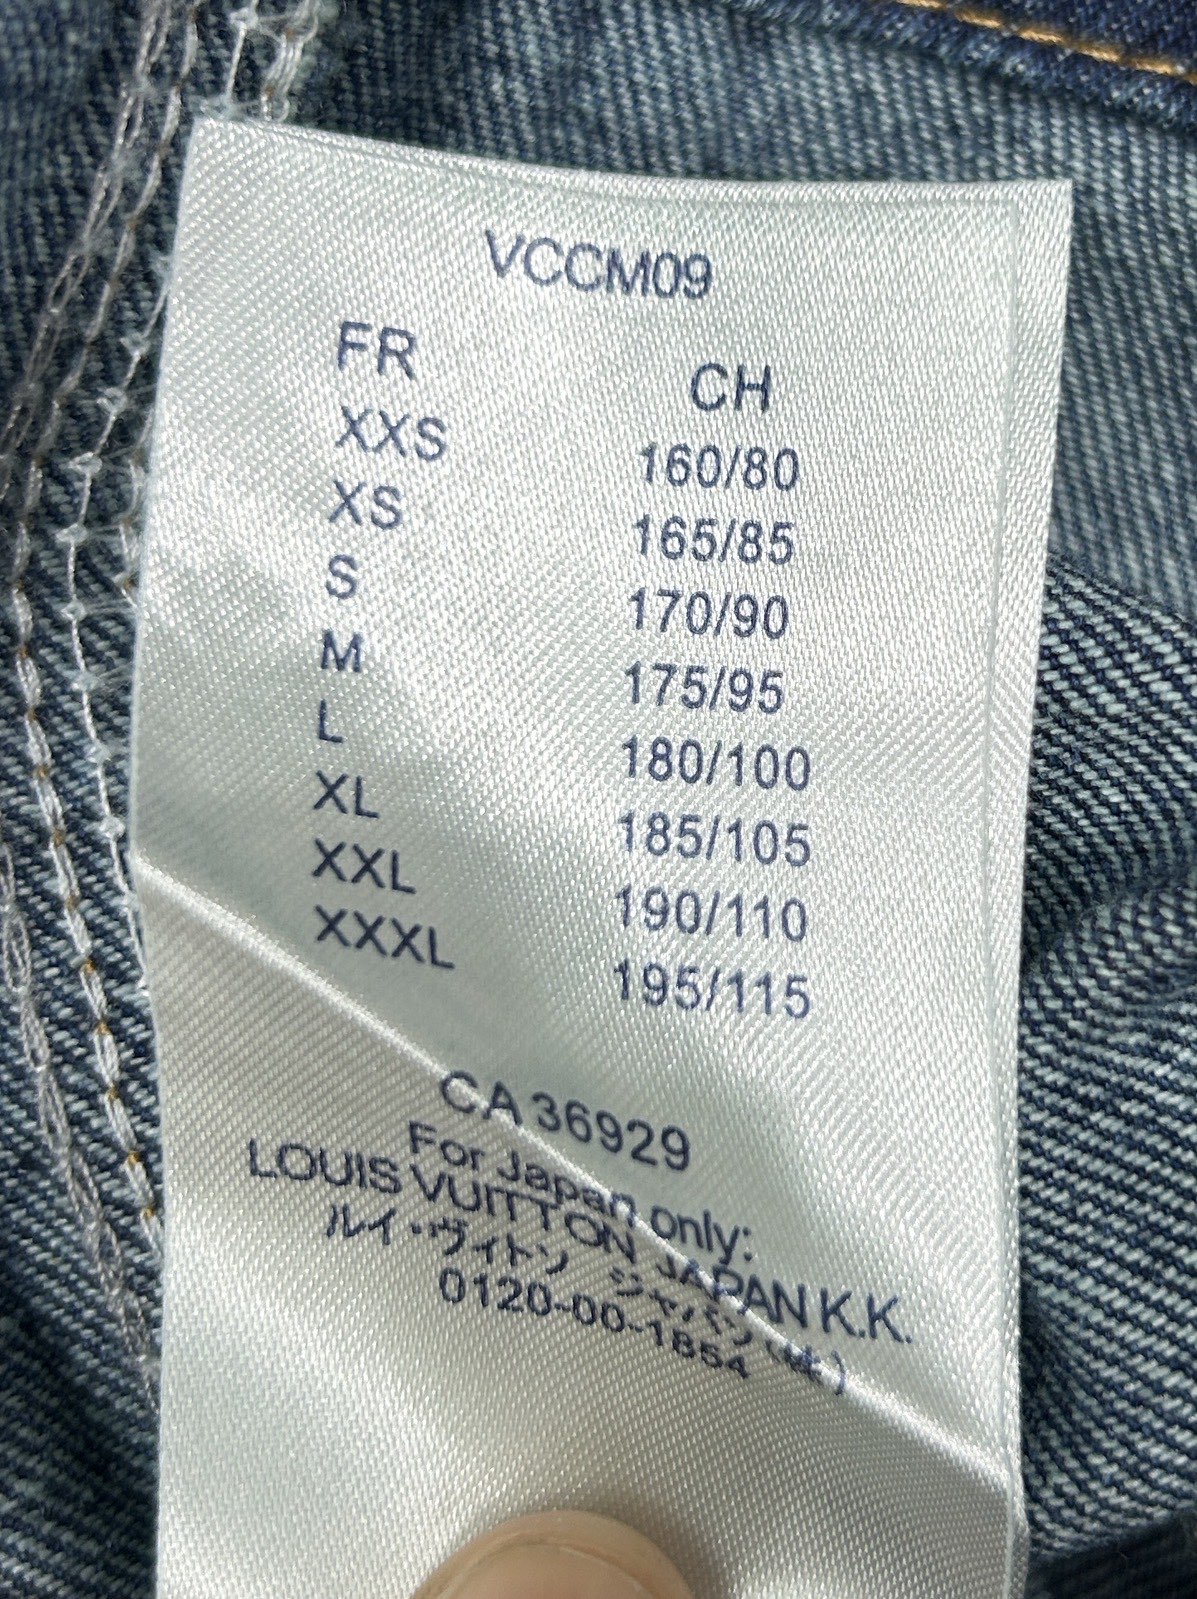 VCCM09
FR CH
XXS 160/80
XS 165/85
S 170/90
M 175/95
L 180/100
XL 185/105
XXL 190/110
XXXL 195/115
CA 36929
For Japan only:
LOUIS VUITTON JAPAN K.K.
ルイ・ヴィトン ジャパン(株)
0120-00-1854